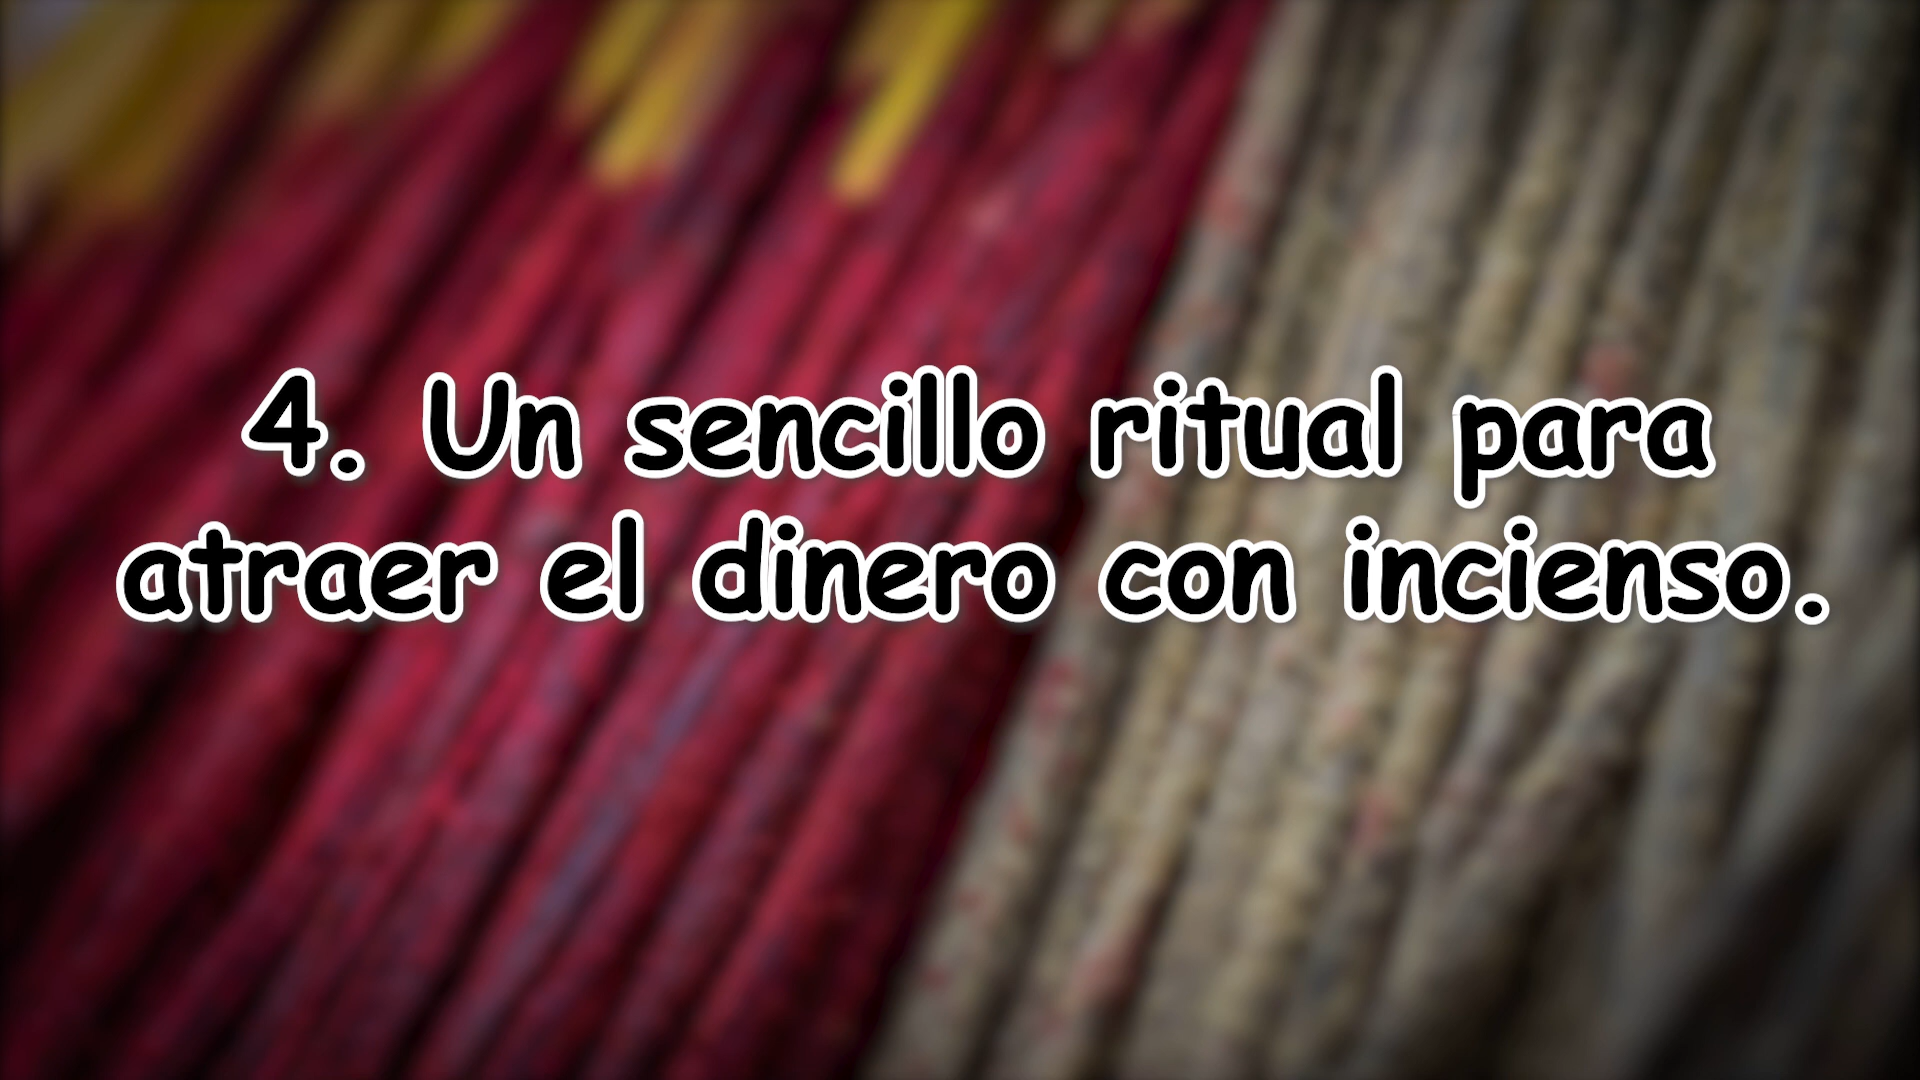 4. Un sencillo ritual para
atraer el dinero con incienso.